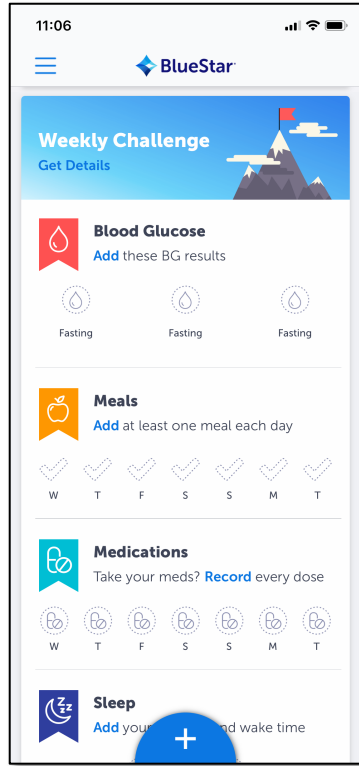 11:06
BlueStar
Weekly Challenge
Get Details
Blood Glucose
Add these BG results
Fasting Fasting Fasting
Meals
Add at least one meal each day
W T F S S M T
Medications
Take your meds? Record every dose
W T F S S M T
Zzz
Sleep
Add your nd wake time
+